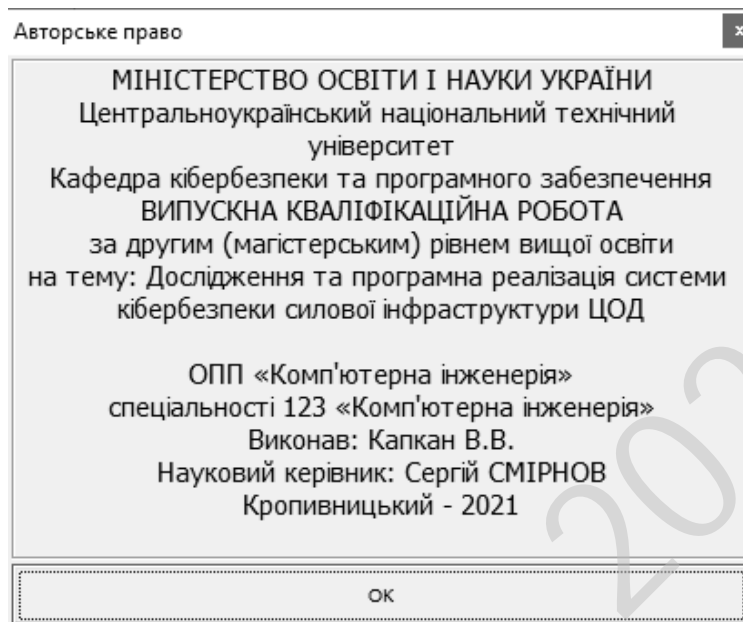 Авторське право
x
МІНІСТЕРСТВО ОСВІТИ І НАУКИ УКРАЇНИ
Центральноукраїнський національний технічний
університет
Кафедра кібербезпеки та програмного забезпечення
ВИПУСКНА КВАЛІФІКАЦІЙНА РОБОТА
за другим (магістерським) рівнем вищої освіти
на тему: Дослідження та програмна реалізація системи
кібербезпеки силової інфраструктури ЦОД
ОПП «Комп'ютерна інженерія»
спеціальності 123 «Комп'ютерна інженерія»
Виконав: Капкан В.В.
Науковий керівник: Сергій СМІРНОВ
Кропивницький - 2021
ОК